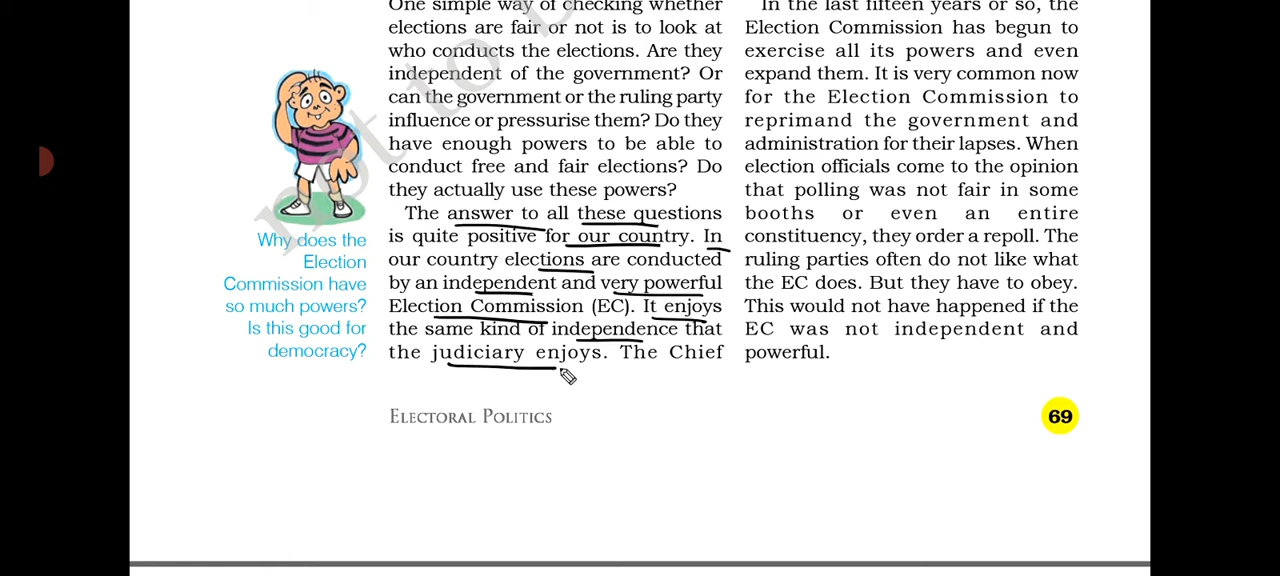 One simple way of checking whether
elections are fair or not is to look at
who conducts the elections. Are they
independent of the government? Or
can the government or the ruling party
influence or pressurise them? Do they
have enough powers to be able to
conduct free and fair elections? Do
they actually use these powers?
The answer to all these questions
is quite positive for our country. In
our country elections are conducted
by an independent and very powerful
Election Commission (EC). It enjoys
the same kind of independence that
the judiciary enjoys. The Chief
In the last fifteen years or so, the
Election Commission has begun to
exercise all its powers and even
expand them. It is very common now
for the Election Commission to
reprimand the government and
administration for their lapses. When
election officials come to the opinion
that polling was not fair in some
booths or even an entire
constituency, they order a repoll. The
ruling parties often do not like what
the EC does. But they have to obey.
This would not have happened if the
EC was not independent and
powerful.
Why does the
Election
Commission have
so much powers?
Is this good for
democracy?
not to b
ELECTORAL POLITICS
69